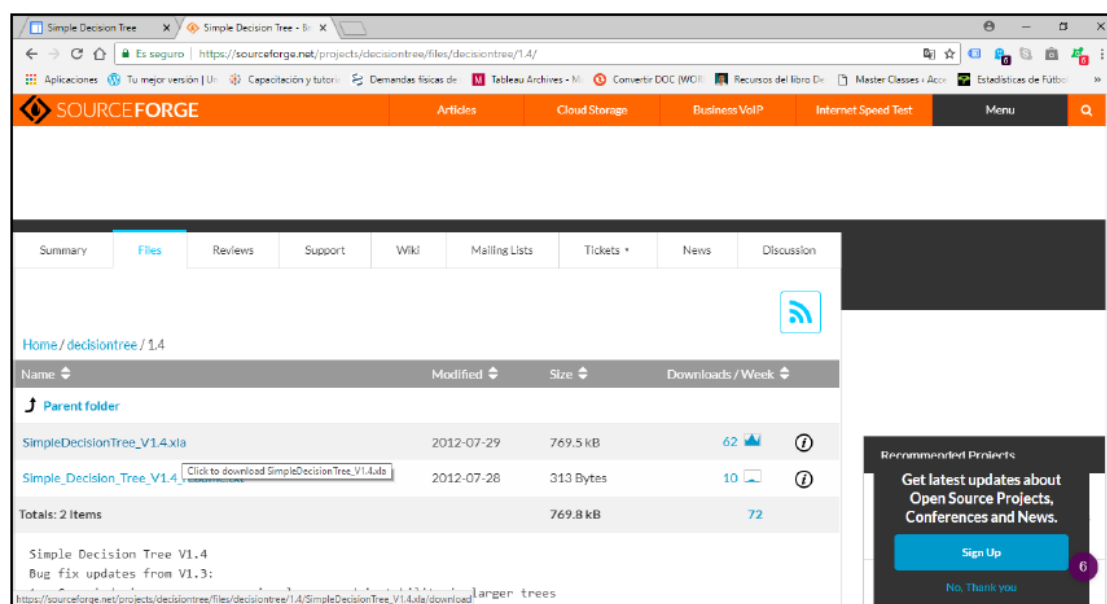 Simple Decision Tree
Simple Decision Tree - Br
Es seguro | https://sourceforge.net/projects/decisiontree/files/decisiontree/1.4/
Aplicaciones Tu mejor versión | Un Capacitación y tutori Demandas físicas de Tableau Archives - M Convertir DOC (WOR Recursos del libro De Master Classes Acce Estadísticas de Fútbol »
SOURCEFORGE Articles Cloud Storage Business VoIP Internet Speed Test Menu
Summary Files Reviews Support Wiki Mailing Lists Tickets News Discussion
Home / decisiontree / 1.4
Name Modified Size Downloads / Week
Parent folder
SimpleDecisionTree_V1.4.xla 2012-07-29 769.5 kB 62 i
Click to download SimpleDecisionTree_V1.4.xla
Simple_Decision_Tree_V1.4_readme.txt 2012-07-28 313 Bytes 10 i
Totals: 2 Items 769.8 kB 72
Simple Decision Tree V1.4
Bug fix updates from V1.3:
larger trees
https://sourceforge.net/projects/decisiontree/files/decisiontree/1.4/SimpleDecisionTree_V1.4.xla/download
Recommended Projects
Get latest updates about
Open Source Projects,
Conferences and News.
Sign Up
No, Thank you
6